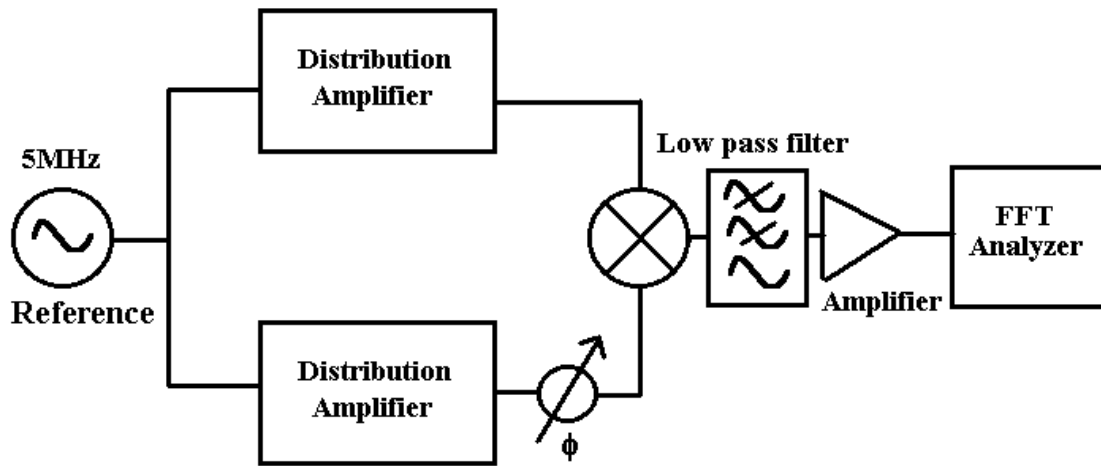 Distribution
Amplifier
5MHz
Reference
Low pass filter
FFT
Analyzer
Amplifier
Distribution
Amplifier
ϕ